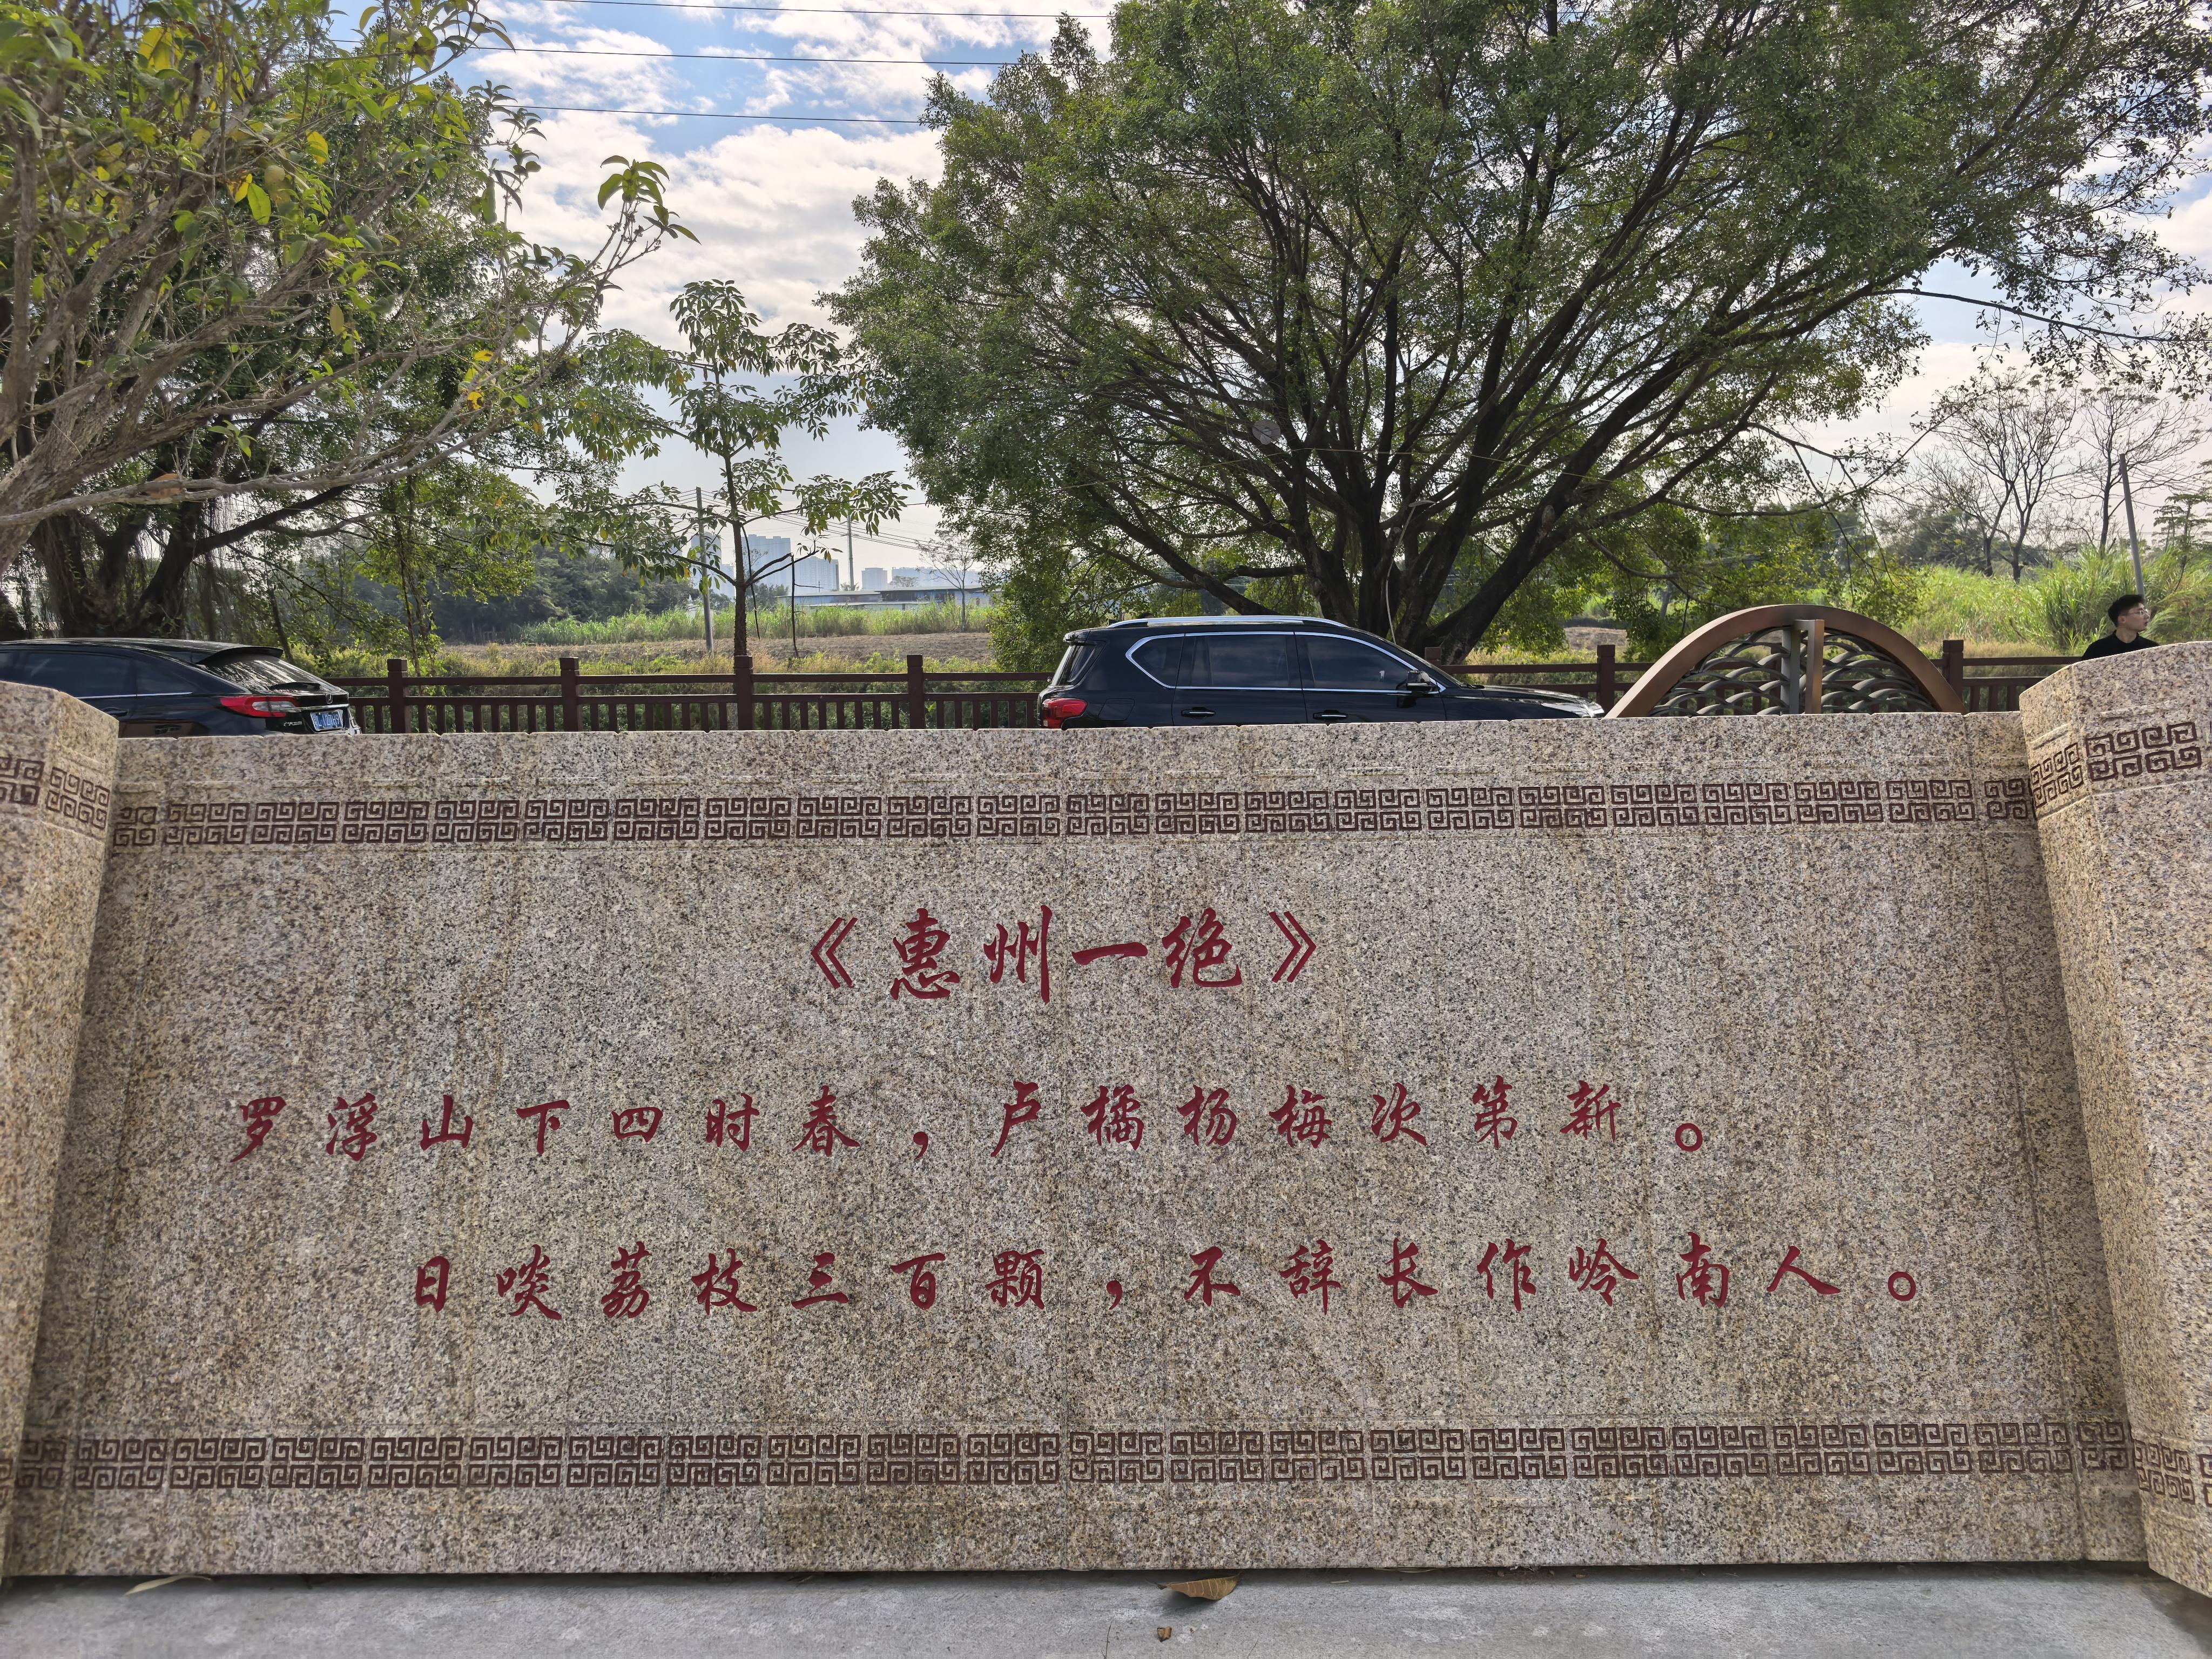 《惠州一绝》
罗浮山下四时春，卢橘杨梅次第新。
日啖荔枝三百颗，不辞长作岭南人。